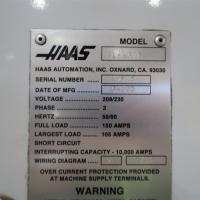 HAAS MODEL
HAAS AUTOMATION, INC. OXNARD, CA. 93030
SERIAL NUMBER
DATE OF MFG
VOLTAGE 208/230
PHASE 3
HERTZ 50/60
FULL LOAD 100 AMPS
LARGEST LOAD 100 AMPS
SHORT CIRCUIT
INTERRUPTING CAPACITY - 10,000 AMPS
WIRING DIAGRAM
OVER CURRENT PROTECTION PROVIDED
AT MACHINE SUPPLY TERMINALS.
WARNING